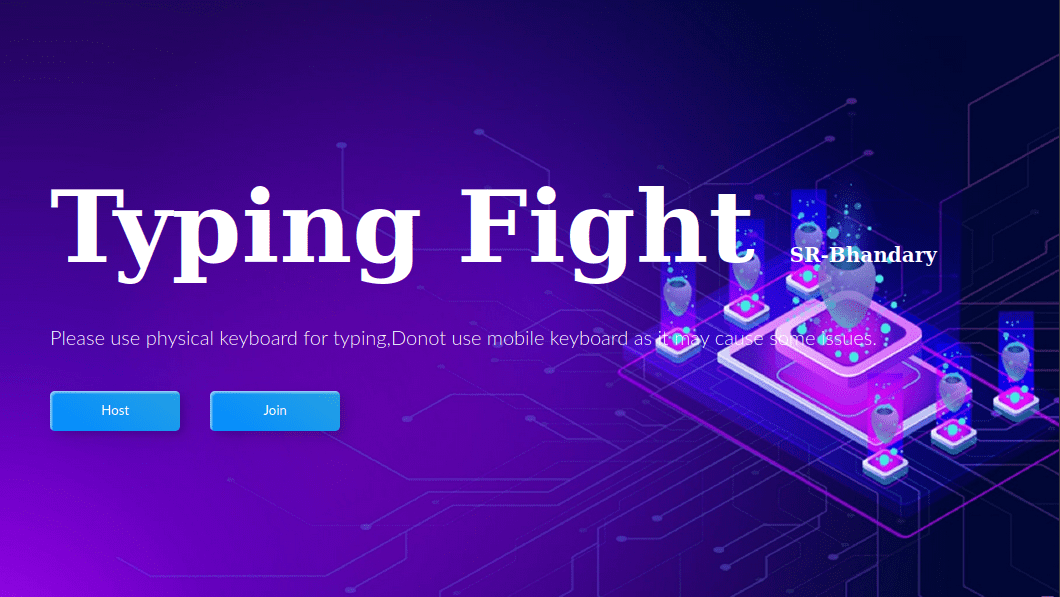 Typing Fight SR-Bhandary
Please use physical keyboard for typing,Donot use mobile keyboard as it may cause some issues.
Host
Join